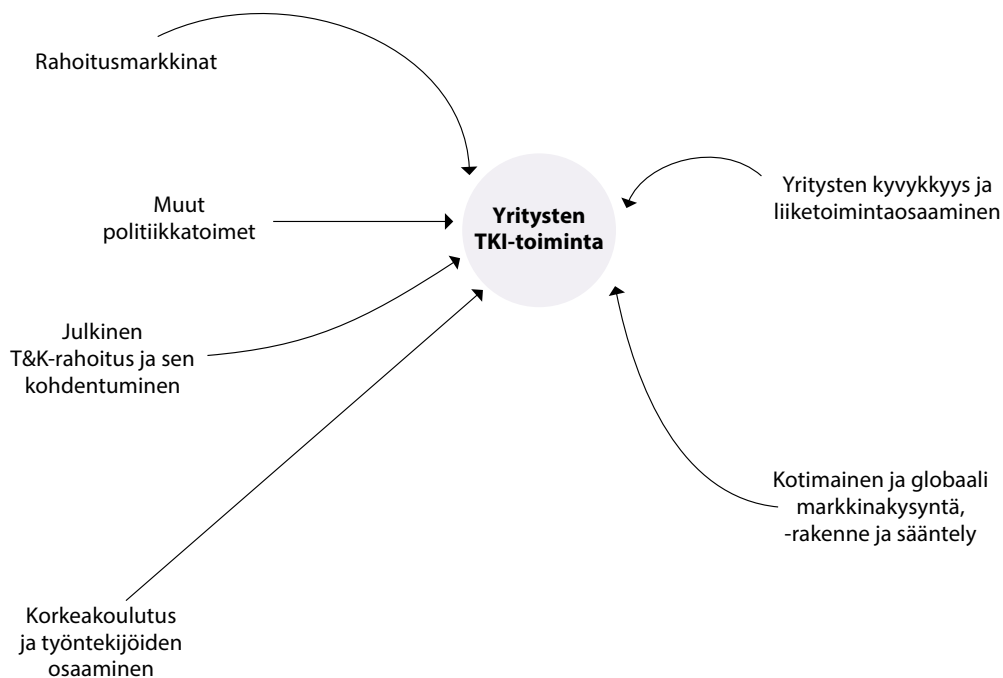 Rahoitusmarkkinat
Muut
politiikkatoimet
Julkinen
T&K-rahoitus ja sen
kohdentuminen
Korkeakoulutus
ja työntekijöiden
osaaminen
Yritysten
TKI-toiminta
Yritysten kyvykkyys ja
liiketoimintaosaaminen
Kotimainen ja globaali
markkinakysyntä,
-rakenne ja sääntely